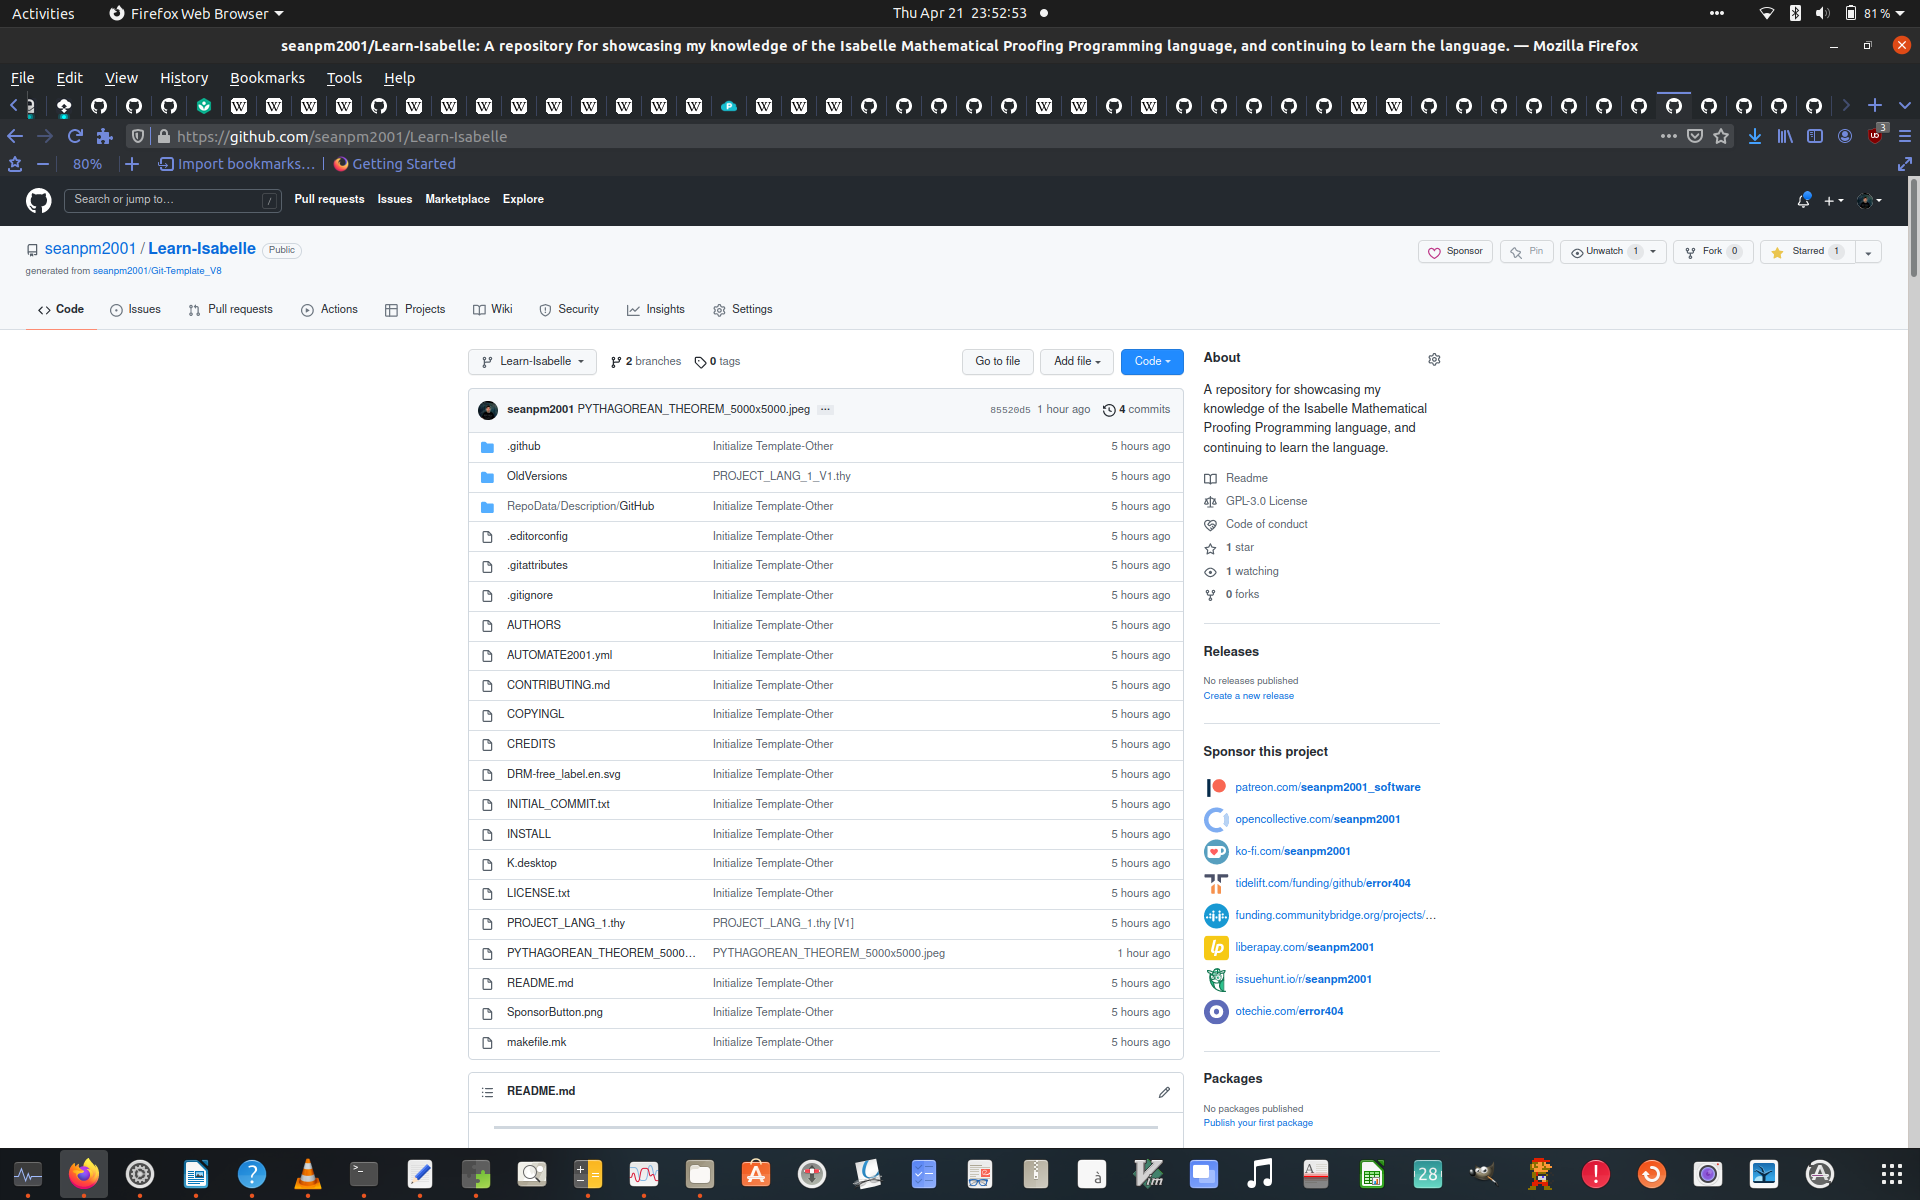 Activities Firefox Web Browser Thu Apr 21 23:52:53 81 %
seanpm2001/Learn-Isabelle: A repository for showcasing my knowledge of the Isabelle Mathematical Proofing Programming language, and continuing to learn the language. — Mozilla Firefox
File Edit View History Bookmarks Tools Help
https://github.com/seanpm2001/Learn-Isabelle 3
80% Import bookmarks... Getting Started
Search or jump to... / Pull requests Issues Marketplace Explore
seanpm2001 / Learn-Isabelle Public
generated from seanpm2001/Git-Template_V8
Sponsor Pin Unwatch 1 Fork 0 Starred 1
Code Issues Pull requests Actions Projects Wiki Security Insights Settings
Learn-Isabelle 2 branches 0 tags Go to file Add file Code
seanpm2001 PYTHAGOREAN_THEOREM_5000x5000.jpeg ... 85520d5 1 hour ago 4 commits
.github Initialize Template-Other 5 hours ago
OldVersions PROJECT_LANG_1_V1.thy 5 hours ago
RepoData/Description/GitHub Initialize Template-Other 5 hours ago
.editorconfig Initialize Template-Other 5 hours ago
.gitattributes Initialize Template-Other 5 hours ago
.gitignore Initialize Template-Other 5 hours ago
AUTHORS Initialize Template-Other 5 hours ago
AUTOMATE2001.yml Initialize Template-Other 5 hours ago
CONTRIBUTING.md Initialize Template-Other 5 hours ago
COPYINGL Initialize Template-Other 5 hours ago
CREDITS Initialize Template-Other 5 hours ago
DRM-free_label.en.svg Initialize Template-Other 5 hours ago
INITIAL_COMMIT.txt Initialize Template-Other 5 hours ago
INSTALL Initialize Template-Other 5 hours ago
K.desktop Initialize Template-Other 5 hours ago
LICENSE.txt Initialize Template-Other 5 hours ago
PROJECT_LANG_1.thy PROJECT_LANG_1.thy [V1] 5 hours ago
PYTHAGOREAN_THEOREM_5000... PYTHAGOREAN_THEOREM_5000x5000.jpeg 1 hour ago
README.md Initialize Template-Other 5 hours ago
SponsorButton.png Initialize Template-Other 5 hours ago
makefile.mk Initialize Template-Other 5 hours ago
README.md
About
A repository for showcasing my
knowledge of the Isabelle Mathematical
Proofing Programming language, and
continuing to learn the language.
Readme
GPL-3.0 License
Code of conduct
1 star
1 watching
0 forks
Releases
No releases published
Create a new release
Sponsor this project
patreon.com/seanpm2001_software
opencollective.com/seanpm2001
ko-fi.com/seanpm2001
tidelift.com/funding/github/error404
funding.communitybridge.org/projects/...
liberapay.com/seanpm2001
issuehunt.io/r/seanpm2001
otechie.com/error404
Packages
No packages published
Publish your first package
28